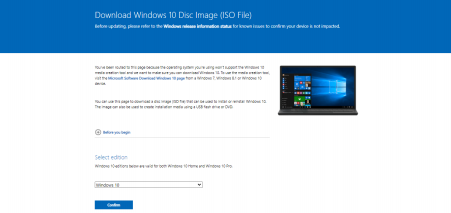 Download Windows 10 Disc Image (ISO File)
Before updating, please refer to the Windows release information status for known issues to confirm your device is not impacted.
You've been routed to this page because the operating system you're using won't support the Windows 10
media creation tool and we want to make sure you can download Windows 10. To use the media creation tool,
visit the Microsoft Software Download Windows 10 page from a Windows 7, Windows 8.1 or Windows 10
device.
You can use this page to download a disc image (ISO file) that can be used to install or reinstall Windows 10.
The image can also be used to create installation media using a USB flash drive or DVD.
Before you begin
Select edition
Windows 10 editions below are valid for both Windows 10 Home and Windows 10 Pro.
Windows 10
Confirm